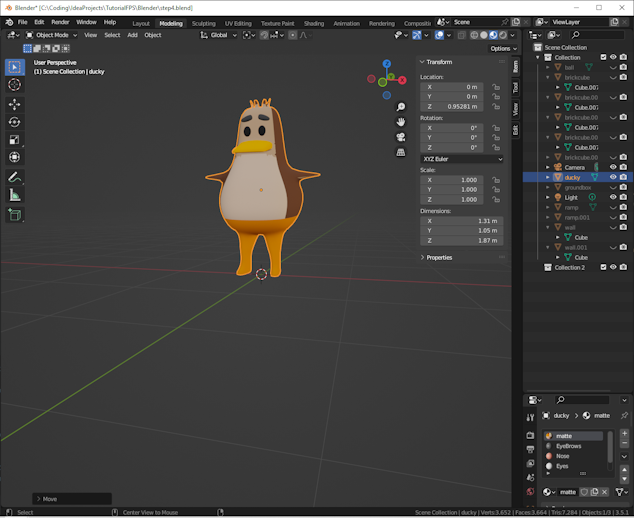 Blender* [C:\Coding\IdeaProjects\TutorialFPS\Blender\step4.blend]
File Edit Render Window Help Layout Modeling Sculpting UV Editing Texture Paint Shading Animation Rendering Scene ViewLayer
Object Mode View Select Add Object Global
Options
User Perspective
(1) Scene Collection | ducky
Transform
Location:
X 0 m
Y 0 m
Z 0.95281 m
Rotation:
X 0°
Y 0°
Z 0°
XYZ Euler
Scale:
X 1.000
Y 1.000
Z 1.000
Dimensions:
X 1.31 m
Y 1.05 m
Z 1.87 m
Properties
Item
Tool
View
Edit
Z
X
Scene Collection
Collection
ball
brickcube
Cube.007
brickcube.00
Cube.007
brickcube.00
Cube.007
brickcube.00
Cube.007
brickcube.00
Camera
ducky
groundbox
Light
ramp
ramp.001
wall
Cube
wall.001
Cube
Collection 2
ducky matte
matte
EyeBrows
Nose
Eyes
matte
Move
Select Center View to Mouse Scene Collection | ducky | Verts:3,652 | Faces:3,664 | Tris:7,284 | Objects:1/3 | 3.5.1